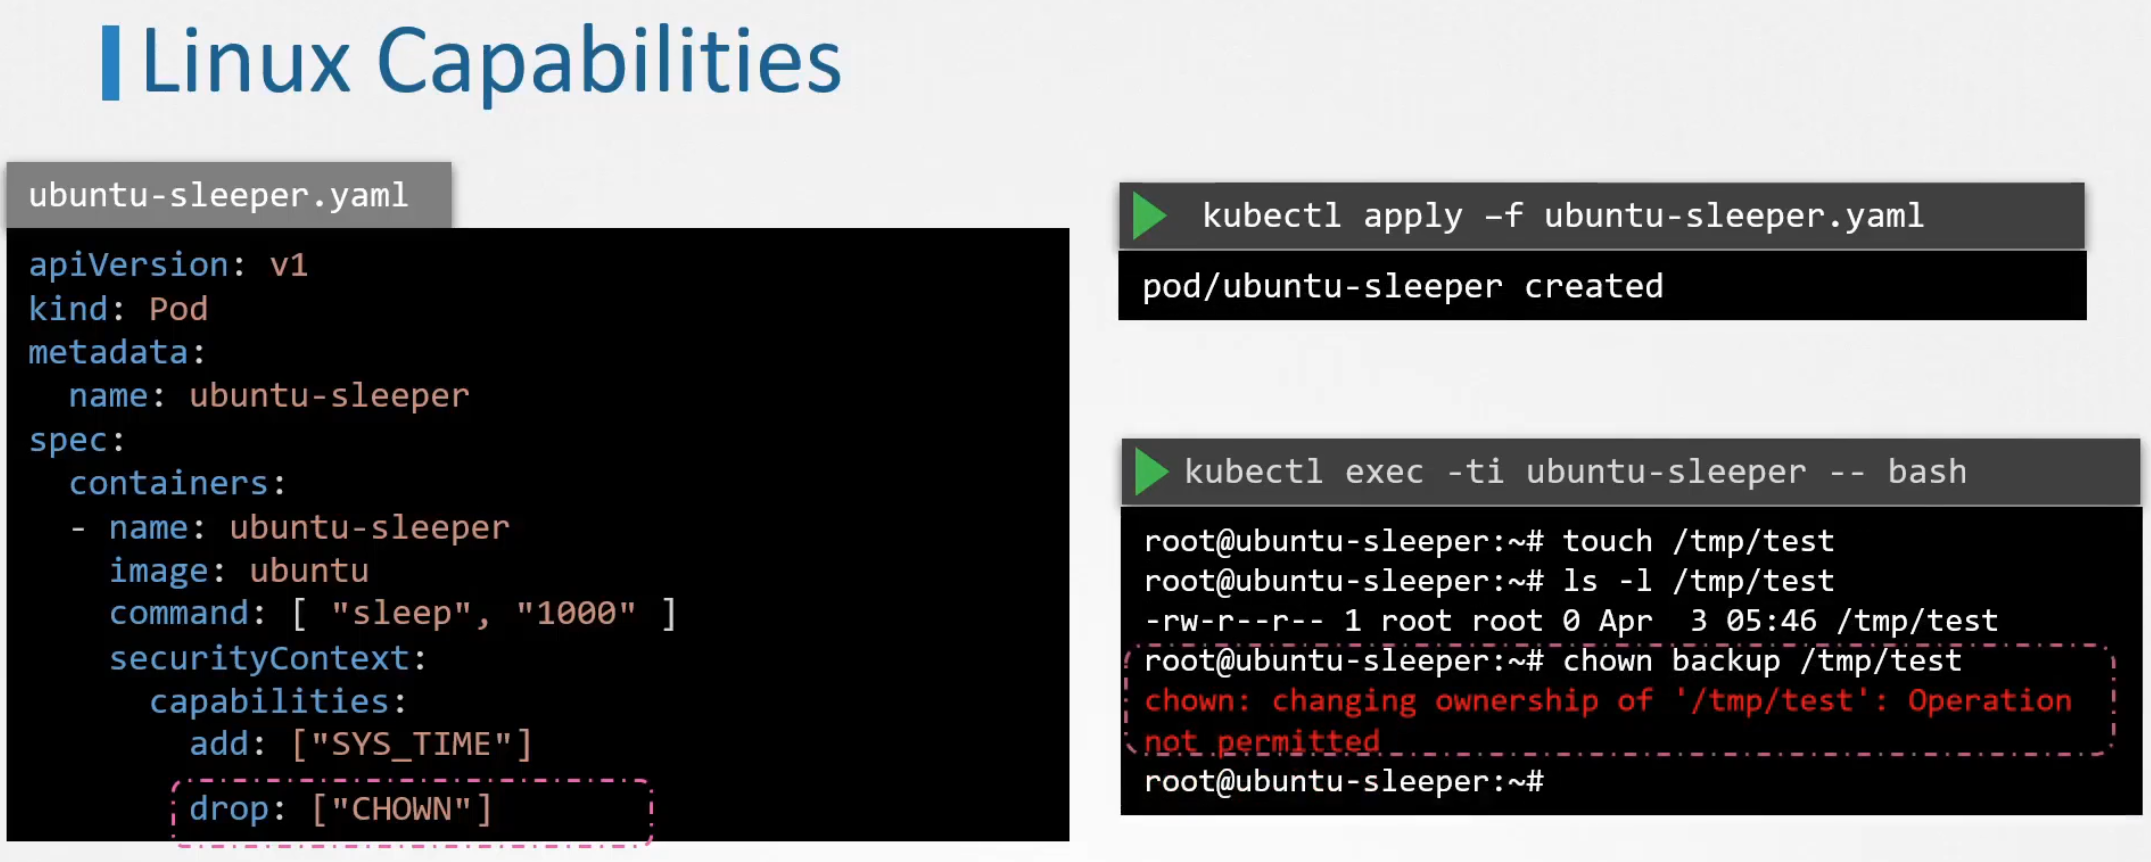 Linux Capabilities
ubuntu-sleeper.yaml
apiVersion: v1
kind: Pod
metadata:
  name: ubuntu-sleeper
spec:
  containers:
  - name: ubuntu-sleeper
    image: ubuntu
    command: [ "sleep", "1000" ]
    securityContext:
      capabilities:
        add: ["SYS_TIME"]
        drop: ["CHOWN"]
kubectl apply –f ubuntu-sleeper.yaml
pod/ubuntu-sleeper created
kubectl exec -ti ubuntu-sleeper -- bash
root@ubuntu-sleeper:~# touch /tmp/test
root@ubuntu-sleeper:~# ls -l /tmp/test
-rw-r--r-- 1 root root 0 Apr  3 05:46 /tmp/test
root@ubuntu-sleeper:~# chown backup /tmp/test
chown: changing ownership of '/tmp/test': Operation
not permitted
root@ubuntu-sleeper:~#